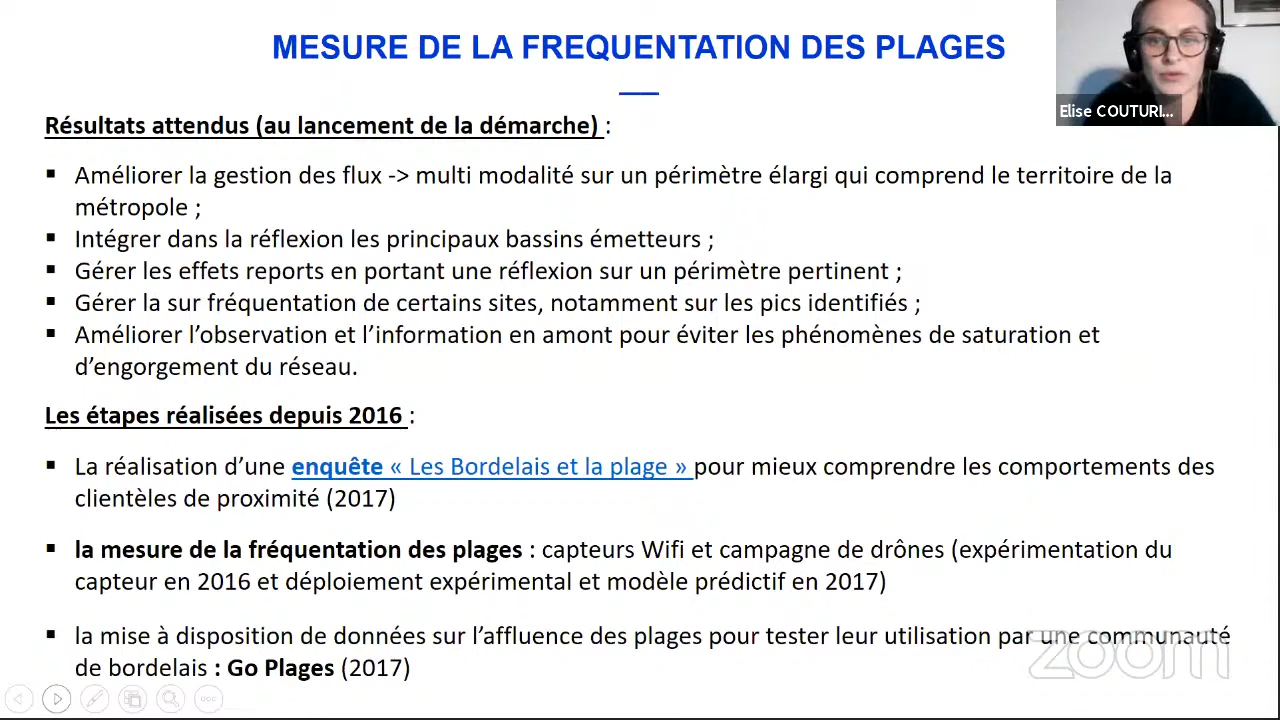 MESURE DE LA FREQUENTATION DES PLAGES
Elise COUTURI...
Résultats attendus (au lancement de la démarche) :
▪ Améliorer la gestion des flux -> multi modalité sur un périmètre élargi qui comprend le territoire de la
métropole ;
▪ Intégrer dans la réflexion les principaux bassins émetteurs ;
▪ Gérer les effets reports en portant une réflexion sur un périmètre pertinent ;
▪ Gérer la sur fréquentation de certains sites, notamment sur les pics identifiés ;
▪ Améliorer l’observation et l’information en amont pour éviter les phénomènes de saturation et
d’engorgement du réseau.
Les étapes réalisées depuis 2016 :
▪ La réalisation d’une enquête « Les Bordelais et la plage » pour mieux comprendre les comportements des
clientèles de proximité (2017)
▪ la mesure de la fréquentation des plages : capteurs Wifi et campagne de drônes (expérimentation du
capteur en 2016 et déploiement expérimental et modèle prédictif en 2017)
▪ la mise à disposition de données sur l’affluence des plages pour tester leur utilisation par une communauté
de bordelais : Go Plages (2017)
zoom